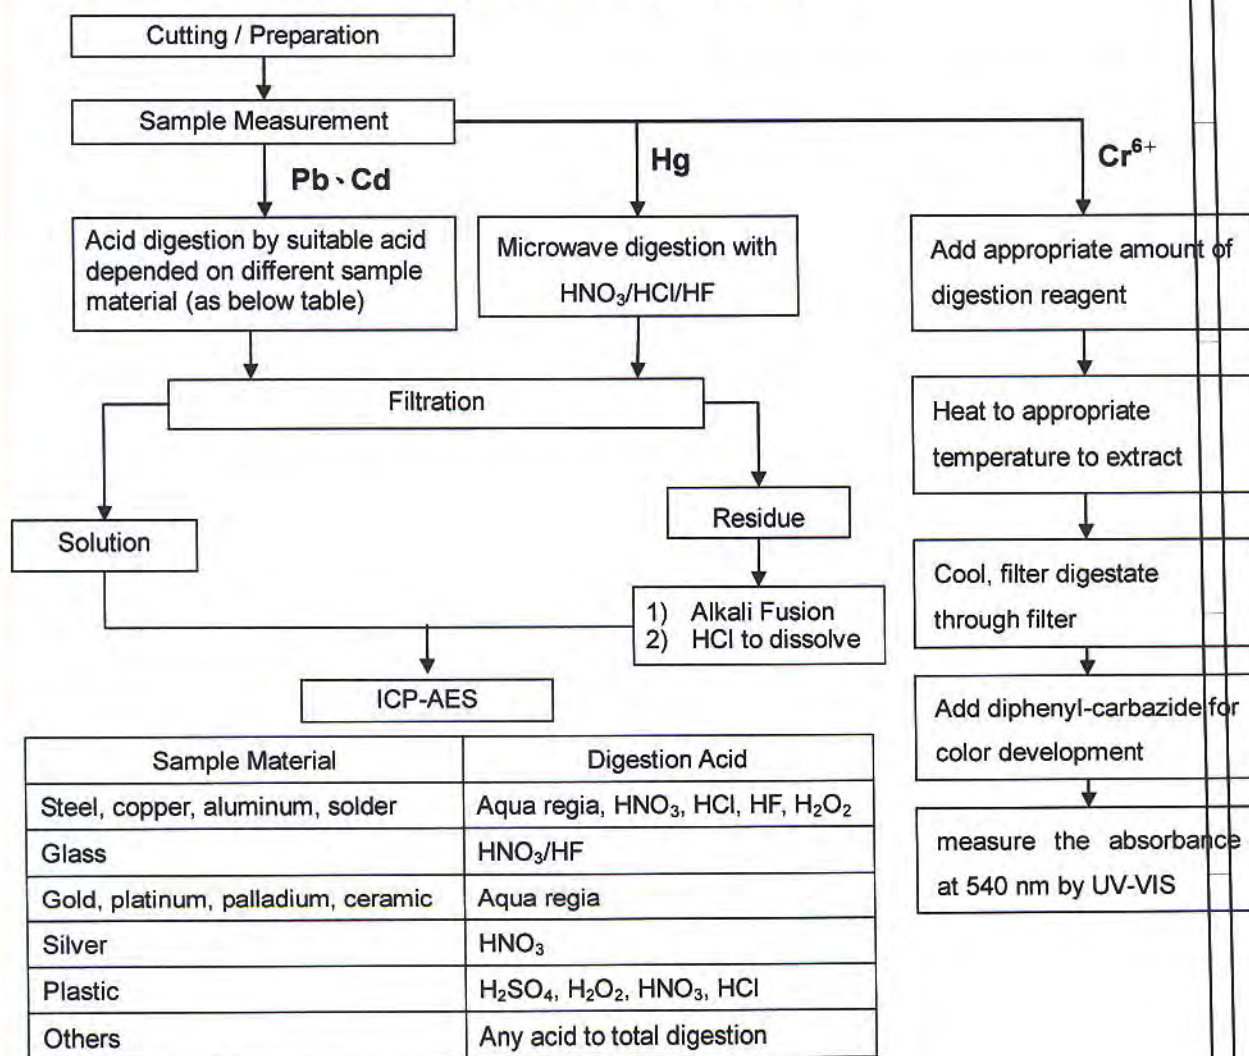 Cutting / Preparation
Sample Measurement
Pb、Cd
Hg
Cr⁶⁺
Acid digestion by suitable acid
depended on different sample
material (as below table)
Microwave digestion with
HNO₃/HCl/HF
Add appropriate amount of
digestion reagent
Filtration
Heat to appropriate
temperature to extract
Solution
Residue
Cool, filter digestate
through filter
1) Alkali Fusion
2) HCl to dissolve
ICP-AES
Add diphenyl-carbazide for
color development
measure the absorbance
at 540 nm by UV-VIS
Sample Material Digestion Acid
Steel, copper, aluminum, solder Aqua regia, HNO₃, HCl, HF, H₂O₂
Glass HNO₃/HF
Gold, platinum, palladium, ceramic Aqua regia
Silver HNO₃
Plastic H₂SO₄, H₂O₂, HNO₃, HCl
Others Any acid to total digestion